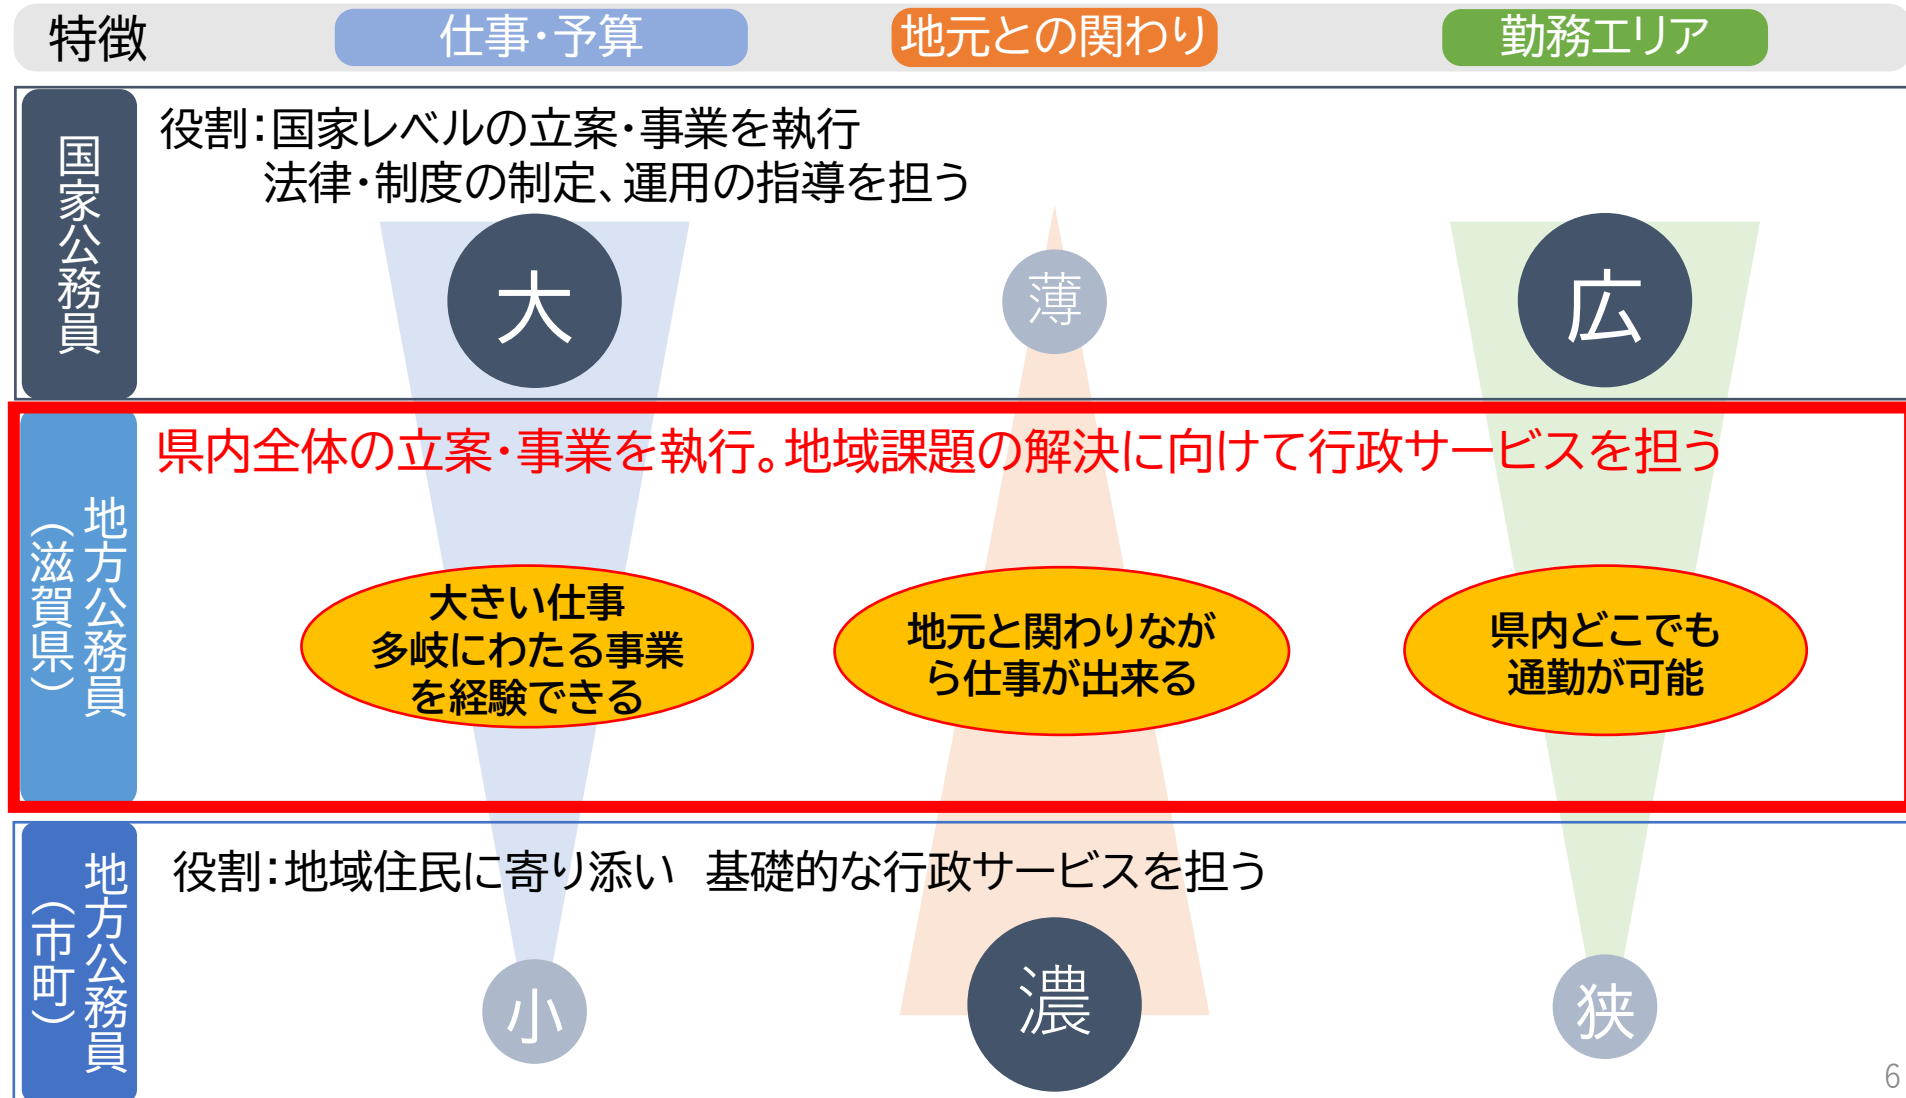 特徴
仕事・予算
地元との関わり
勤務エリア
国家公務員
役割：国家レベルの立案・事業を執行
法律・制度の制定、運用の指導を担う
大
薄
広
地方公務員
（滋賀県）
県内全体の立案・事業を執行。地域課題の解決に向けて行政サービスを担う
大きい仕事
多岐にわたる事業
を経験できる
地元と関わりなが
ら仕事が出来る
県内どこでも
通勤が可能
地方公務員
（市町）
役割：地域住民に寄り添い 基礎的な行政サービスを担う
小
濃
狭
6